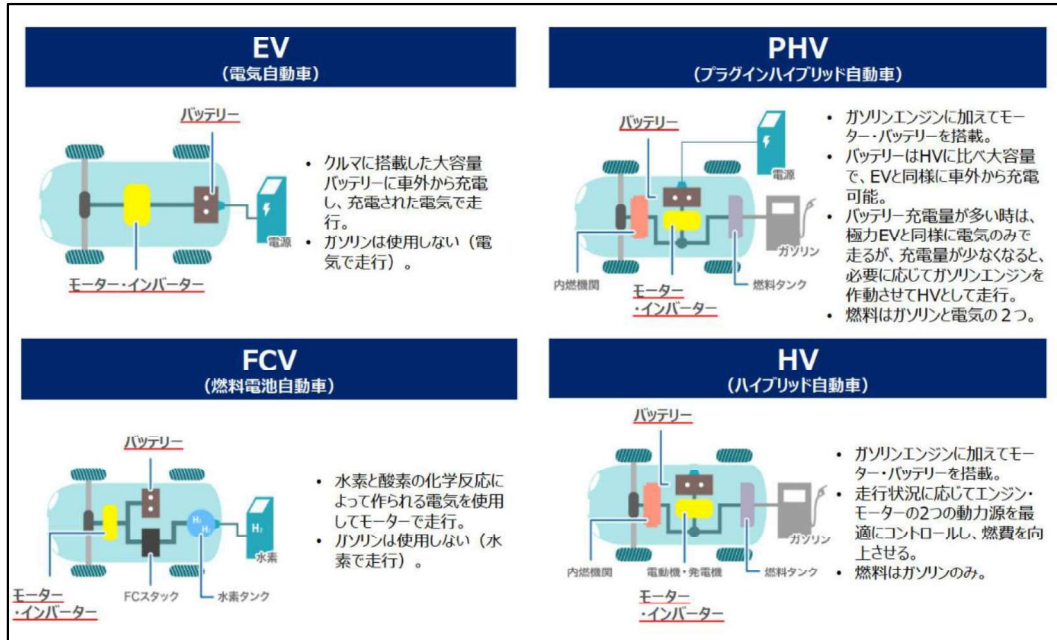 EV
（電気自動車）
バッテリー
電源
モーター・インバーター
• クルマに搭載した大容量
バッテリーに車外から充電
し、充電された電気で走
行。
• ガソリンは使用しない（電
気で走行）。
PHV
（プラグインハイブリッド自動車）
バッテリー
電源
ガソリン
内燃機関
モーター
・インバーター
燃料タンク
• ガソリンエンジンに加えてモー
ター・バッテリーを搭載。
• バッテリーはHVに比べ大容量
で、EVと同様に車外から充電
可能。
• バッテリー充電量が多い時は、
極力EVと同様に電気のみで
走るが、充電量が少なくなると、
必要に応じてガソリンエンジンを
作動させてHVとして走行。
• 燃料はガソリンと電気の２つ。
FCV
（燃料電池自動車）
バッテリー
H₂ H₂
H₂
水素
モーター
・インバーター
FCスタック
水素タンク
• 水素と酸素の化学反応に
よって作られる電気を使用
してモーターで走行。
• ガソリンは使用しない（水
素で走行）。
HV
（ハイブリッド自動車）
バッテリー
ガソリン
内燃機関
電動機・発電機
燃料タンク
モーター
・インバーター
• ガソリンエンジンに加えてモー
ター・バッテリーを搭載。
• 走行状況に応じてエンジン・
モーターの2つの動力源を最
適にコントロールし、燃費を向
上させる。
• 燃料はガソリンのみ。